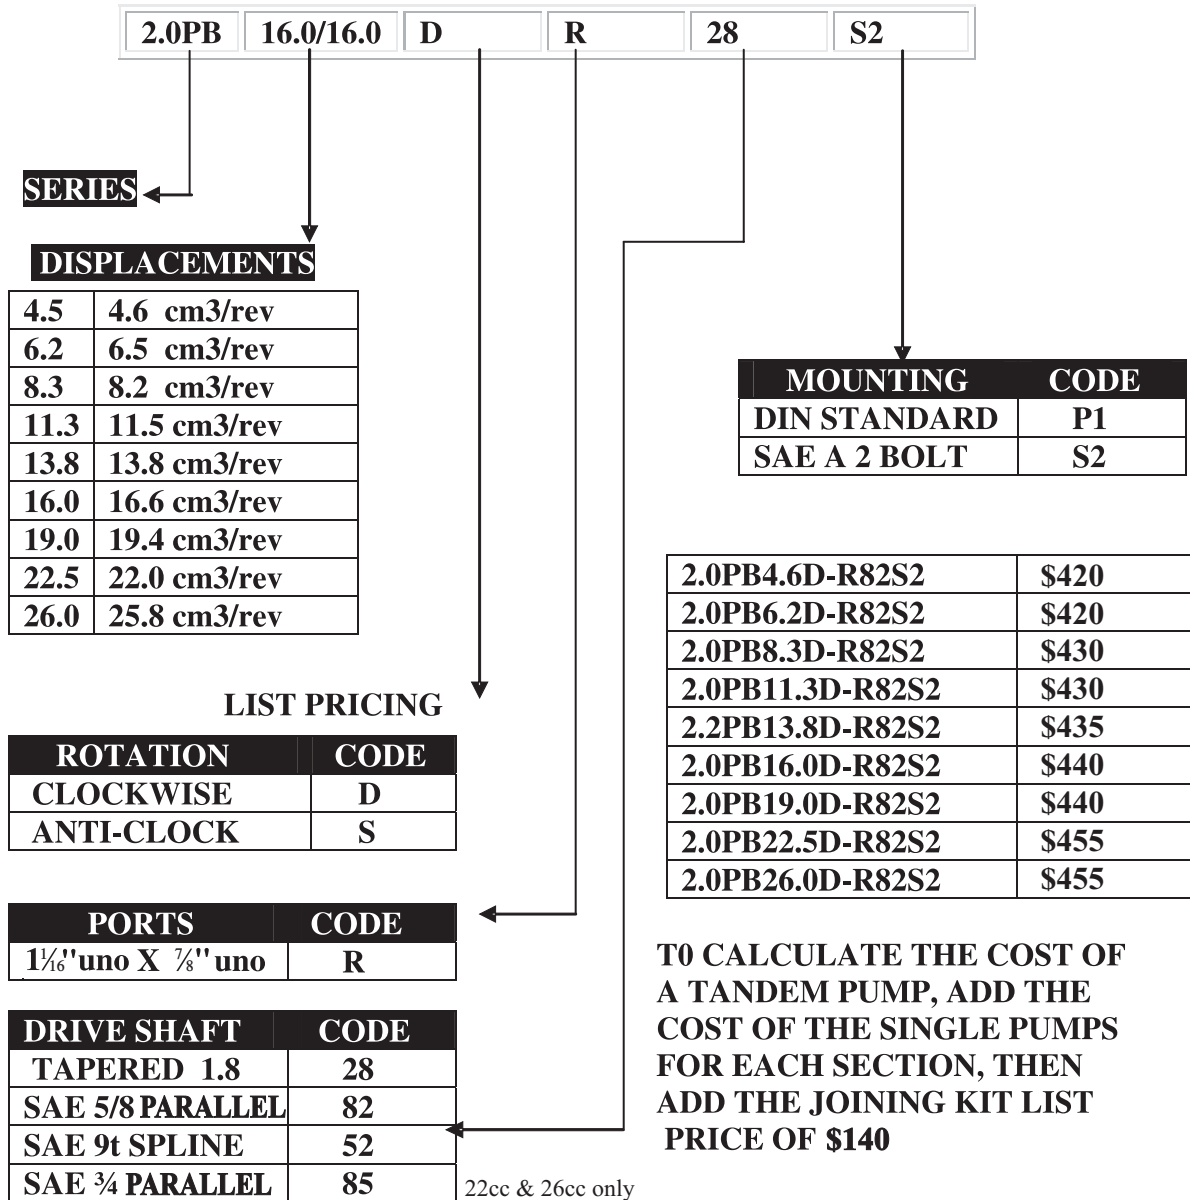 2.0PB 16.0/16.0 D R 28 S2
SERIES
DISPLACEMENTS
4.5 4.6 cm3/rev
6.2 6.5 cm3/rev
8.3 8.2 cm3/rev
11.3 11.5 cm3/rev
13.8 13.8 cm3/rev
16.0 16.6 cm3/rev
19.0 19.4 cm3/rev
22.5 22.0 cm3/rev
26.0 25.8 cm3/rev
MOUNTING CODE
DIN STANDARD P1
SAE A 2 BOLT S2
LIST PRICING
2.0PB4.6D-R82S2 $420
2.0PB6.2D-R82S2 $420
2.0PB8.3D-R82S2 $430
2.0PB11.3D-R82S2 $430
2.2PB13.8D-R82S2 $435
2.0PB16.0D-R82S2 $440
2.0PB19.0D-R82S2 $440
2.0PB22.5D-R82S2 $455
2.0PB26.0D-R82S2 $455
ROTATION CODE
CLOCKWISE D
ANTI-CLOCK S
PORTS CODE
1 1/16"uno X ⅞"uno R
DRIVE SHAFT CODE
TAPERED 1.8 28
SAE 5/8 PARALLEL 82
SAE 9t SPLINE 52
SAE ¾ PARALLEL 85 22cc & 26cc only
T0 CALCULATE THE COST OF
A TANDEM PUMP, ADD THE
COST OF THE SINGLE PUMPS
FOR EACH SECTION, THEN
ADD THE JOINING KIT LIST
PRICE OF $140